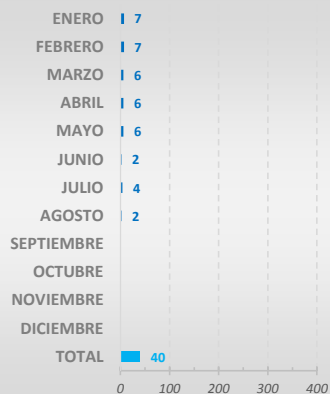 ENERO 7
FEBRERO 7
MARZO 6
ABRIL 6
MAYO 6
JUNIO 2
JULIO 4
AGOSTO 2
SEPTIEMBRE
OCTUBRE
NOVIEMBRE
DICIEMBRE
TOTAL 40
0 100 200 300 400